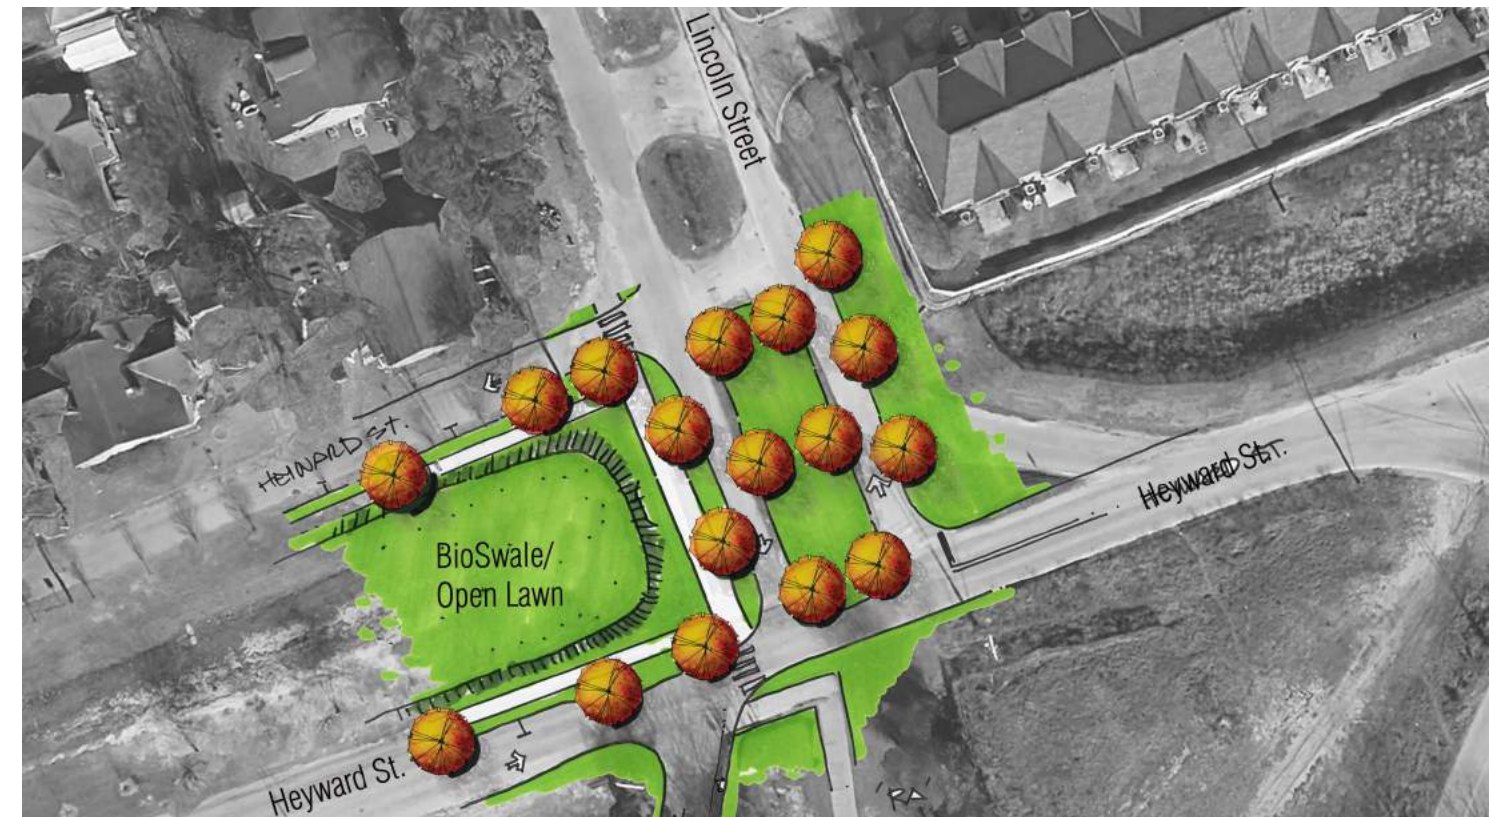 Lincoln Street
HEYWARD ST.
Heyward St.
BioSwale/
Open Lawn
Heyward St.